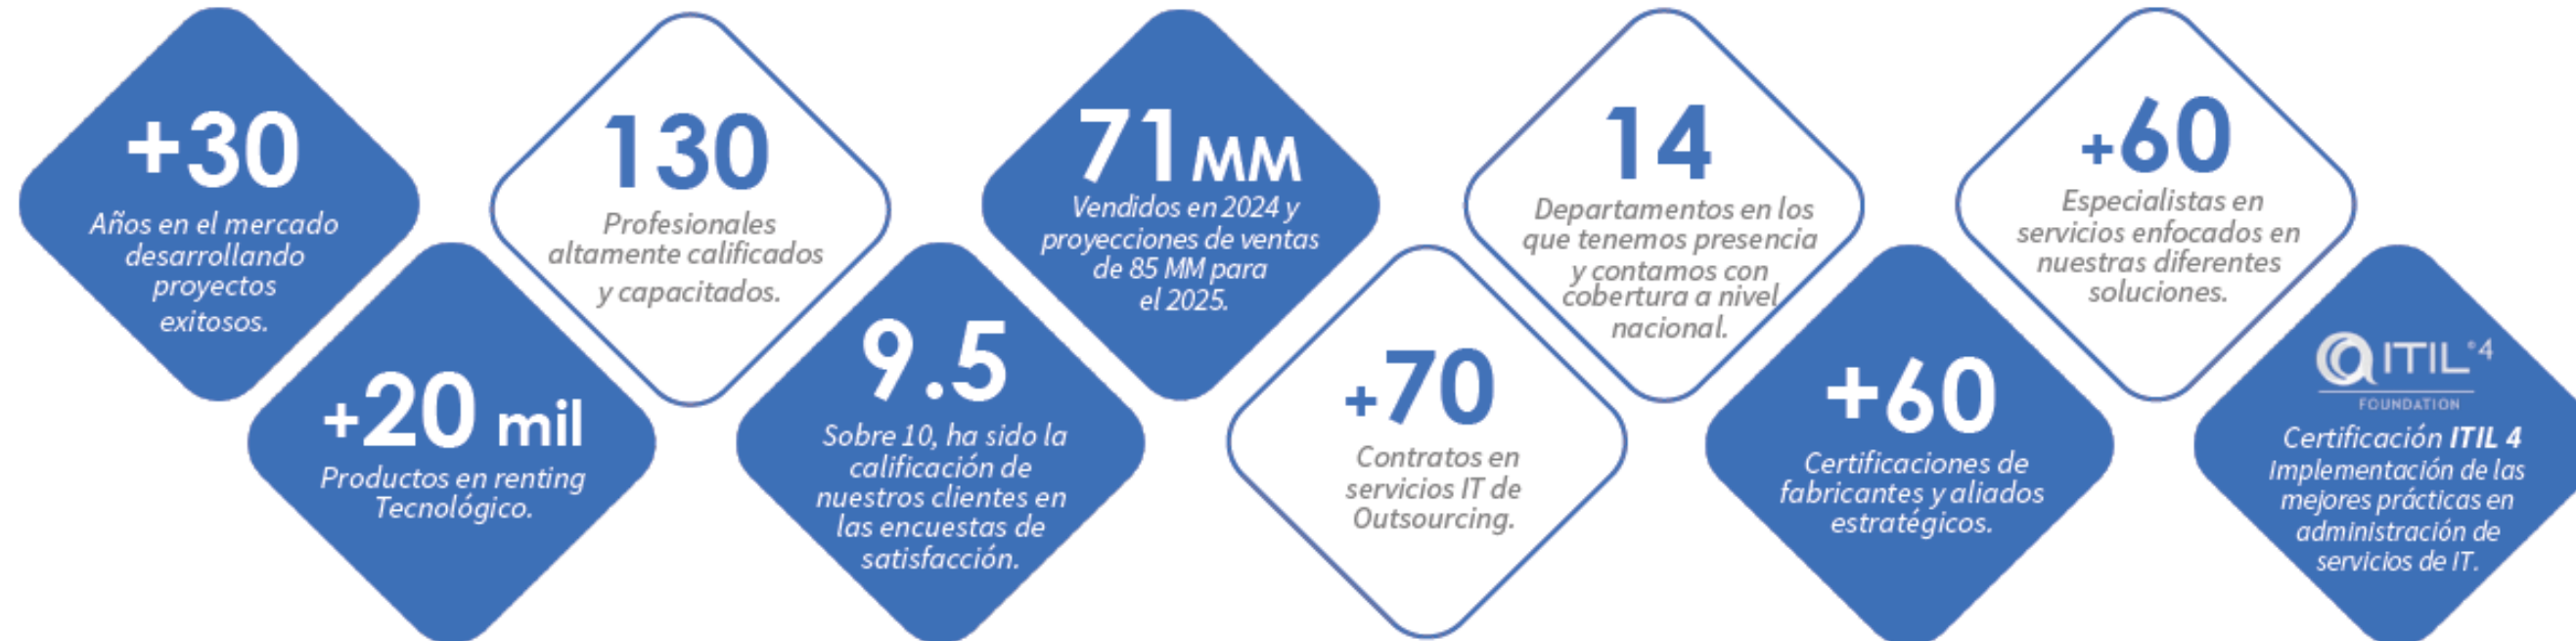 +30
Años en el mercado
desarrollando
proyectos
exitosos.
+20 mil
Productos en renting
Tecnológico.
130
Profesionales
altamente calificados
y capacitados.
9.5
Sobre 10, ha sido la
calificación de
nuestros clientes en
las encuestas de
satisfacción.
71 MM
Vendidos en 2024 y
proyecciones de ventas
de 85 MM para
el 2025.
+70
Contratos en
servicios IT de
Outsourcing.
14
Departamentos en los
que tenemos presencia
y contamos con
cobertura a nivel
nacional.
+60
Certificaciones de
fabricantes y aliados
estratégicos.
+60
Especialistas en
servicios enfocados en
nuestras diferentes
soluciones.
ITIL®4
FOUNDATION
Certificación ITIL 4
Implementación de las
mejores prácticas en
administración de
servicios de IT.